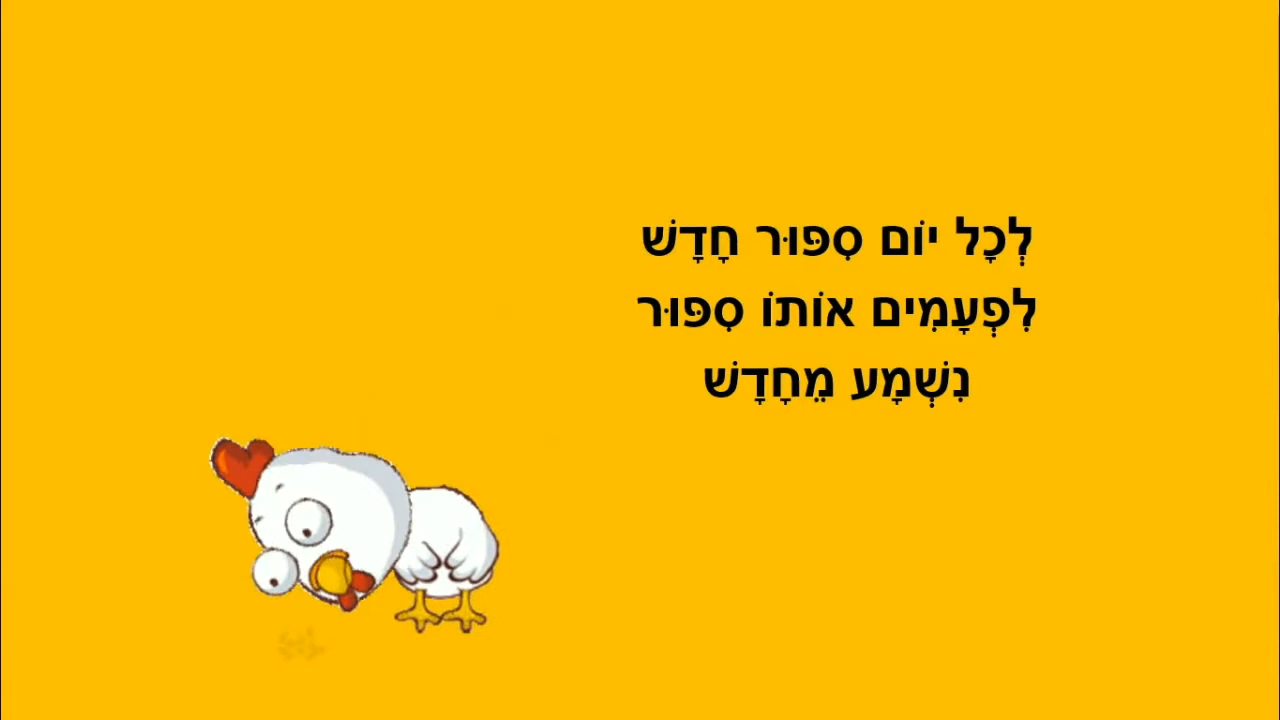 לְכָל יוֹם סִפּוּר חָדָשׁ
לִפְעָמִים אוֹתוֹ סִפּוּר
נִשְׁמָע מֵחָדָשׁ